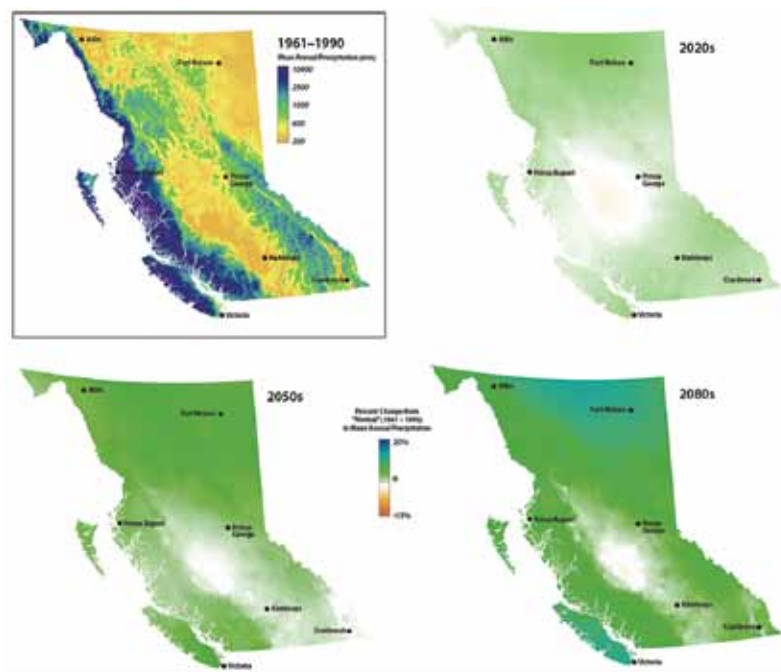 1961–1990
Mean Annual Precipitation (mm)
10400
2500
1000
600
200
Atlin
Fort Nelson
Prince Rupert
Prince
George
Kamloops
Cranbrook
Victoria
2020s
Atlin
Fort Nelson
Prince Rupert
Prince
George
Kamloops
Cranbrook
Victoria
2050s
Atlin
Fort Nelson
Prince Rupert
Prince
George
Kamloops
Cranbrook
Victoria
Percent Change from
"Normal" (1961 – 1990)
in Mean Annual Precipitation
20%
0
2080s
Atlin
Fort Nelson
Prince Rupert
Prince
George
Kamloops
Cranbrook
Victoria